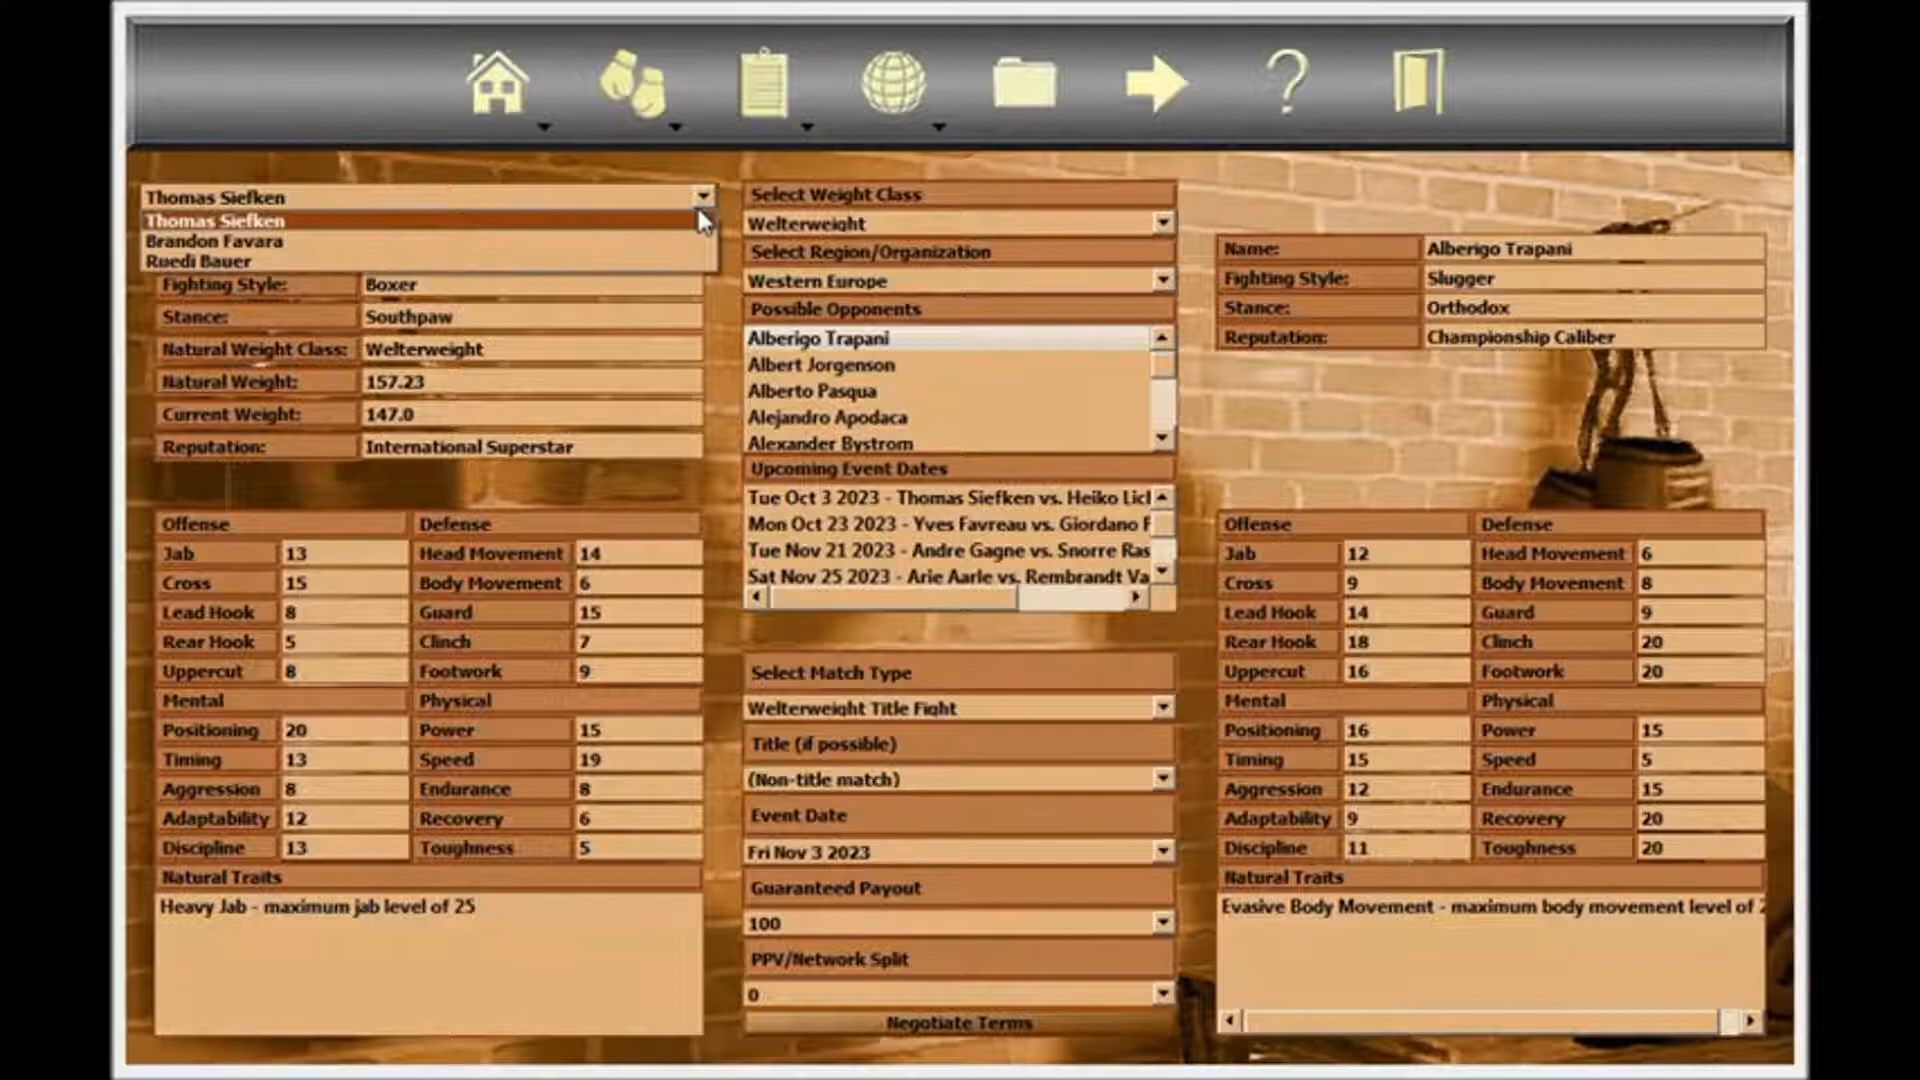 Thomas Siefken
Thomas Siefken
Brandon Favara
Ruedi Bauer
Fighting Style: Boxer
Stance: Southpaw
Natural Weight Class: Welterweight
Natural Weight: 157.23
Current Weight: 147.0
Reputation: International Superstar
Offense Defense
Jab 13 Head Movement 14
Cross 15 Body Movement 6
Lead Hook 8 Guard 15
Rear Hook 5 Clinch 7
Uppercut 8 Footwork 9
Mental Physical
Positioning 20 Power 15
Timing 13 Speed 19
Aggression 8 Endurance 8
Adaptability 12 Recovery 6
Discipline 13 Toughness 5
Natural Traits
Heavy Jab - maximum jab level of 25
Select Weight Class
Welterweight
Select Region/Organization
Western Europe
Possible Opponents
Alberigo Trapani
Albert Jorgenson
Alberto Pasqua
Alejandro Apodaca
Alexander Bystrom
Upcoming Event Dates
Tue Oct 3 2023 - Thomas Siefken vs. Heiko
Mon Oct 23 2023 - Yves Favreau vs. Giordano
Tue Nov 21 2023 - Andre Gagne vs. Snorre Ras
Sat Nov 25 2023 - Arie Aarle vs. Rembrandt Va
Select Match Type
Welterweight Title Fight
Title (if possible)
(Non-title match)
Event Date
Fri Nov 3 2023
Guaranteed Payout
100
PPV/Network Split
0
Negotiate Terms
Name: Alberigo Trapani
Fighting Style: Slugger
Stance: Orthodox
Reputation: Championship Caliber
Offense Defense
Jab 12 Head Movement 6
Cross 9 Body Movement 8
Lead Hook 14 Guard 9
Rear Hook 18 Clinch 20
Uppercut 16 Footwork 20
Mental Physical
Positioning 16 Power 15
Timing 15 Speed 5
Aggression 12 Endurance 15
Adaptability 9 Recovery 20
Discipline 11 Toughness 20
Natural Traits
Evasive Body Movement - maximum body movement level of